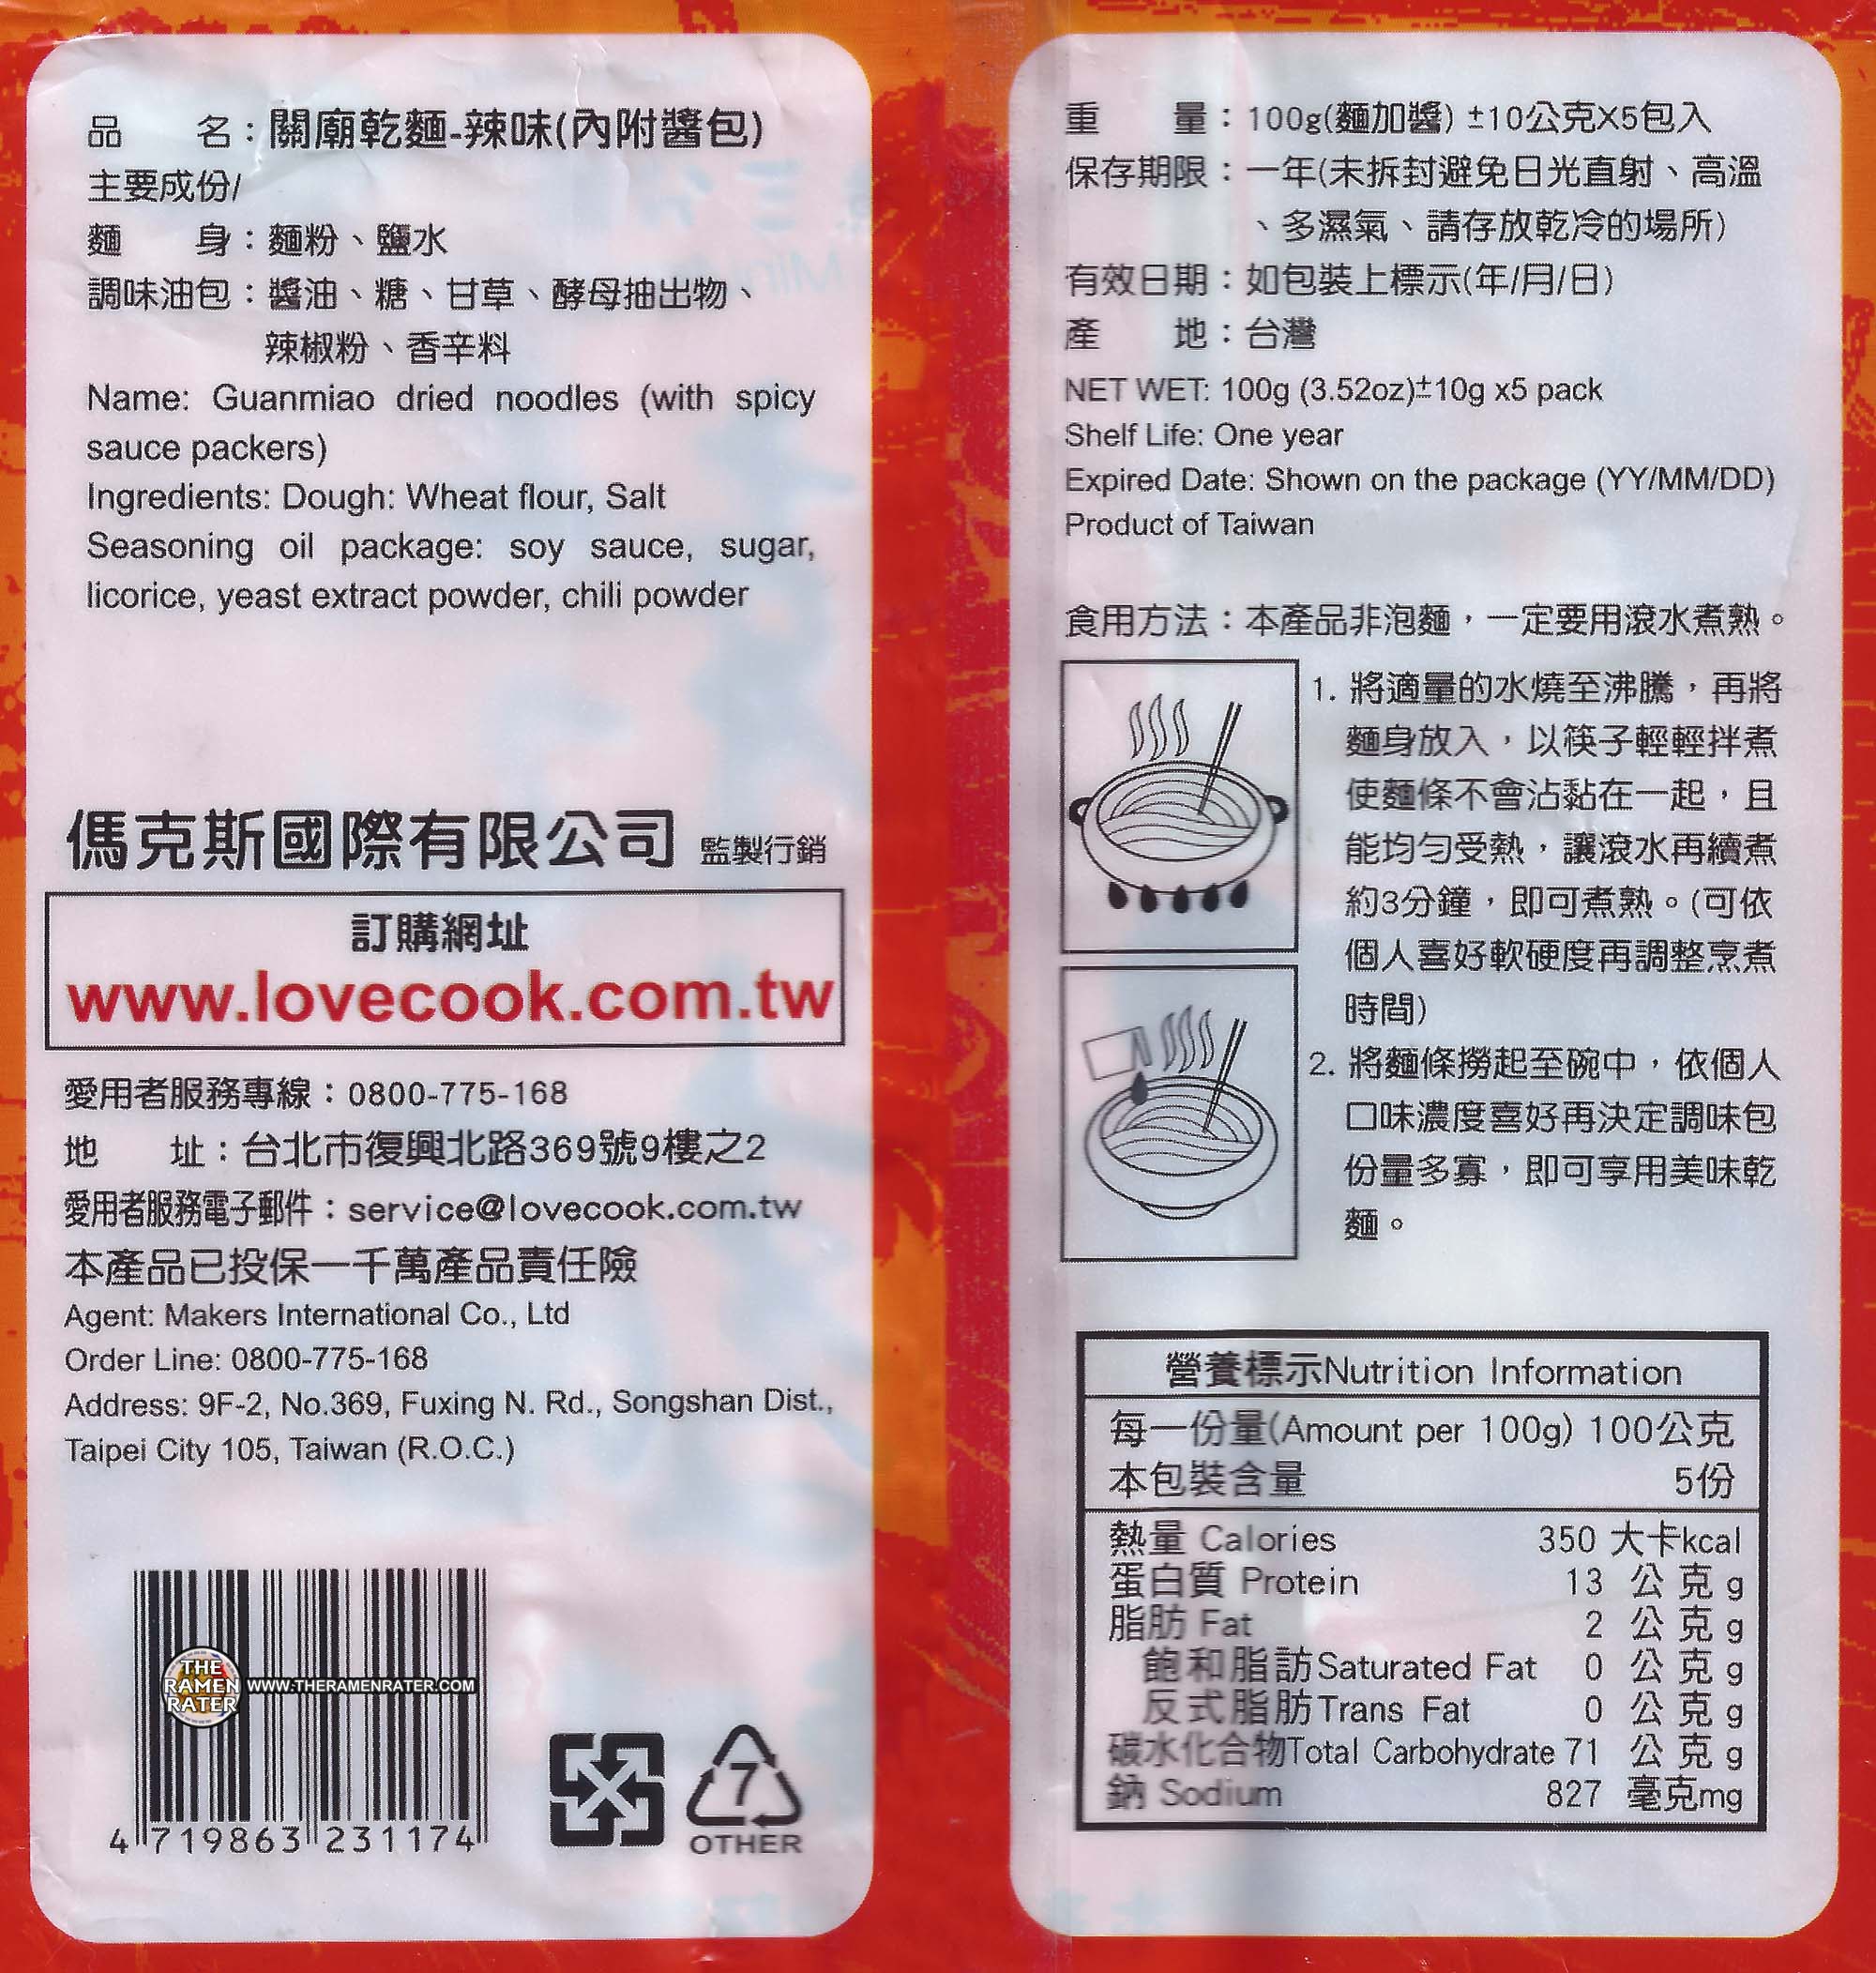 品 名：關廟乾麵-辣味(內附醬包)
主要成份/
麵 身：麵粉、鹽水
調味油包：醬油、糖、甘草、酵母抽出物、
辣椒粉、香辛料
Name: Guanmiao dried noodles (with spicy
sauce packers)
Ingredients: Dough: Wheat flour, Salt
Seasoning oil package: soy sauce, sugar,
licorice, yeast extract powder, chili powder
傌克斯國際有限公司 監製行銷
訂購網址
www.lovecook.com.tw
愛用者服務專線：0800-775-168
地 址：台北市復興北路369號9樓之2
愛用者服務電子郵件：service@lovecook.com.tw
本產品已投保一千萬產品責任險
Agent: Makers International Co., Ltd
Order Line: 0800-775-168
Address: 9F-2, No.369, Fuxing N. Rd., Songshan Dist.,
Taipei City 105, Taiwan (R.O.C.)
THE
RAMEN
RATER
WWW.THERAMENRATER.COM
4 719863 231174
7
OTHER
重 量：100g(麵加醬) ±10公克X5包入
保存期限：一年(未拆封避免日光直射、高溫
、多濕氣、請存放乾冷的場所)
有效日期：如包裝上標示(年/月/日)
產 地：台灣
NET WET: 100g (3.52oz)±10g x5 pack
Shelf Life: One year
Expired Date: Shown on the package (YY/MM/DD)
Product of Taiwan
食用方法：本產品非泡麵，一定要用滾水煮熟。
1. 將適量的水燒至沸騰，再將
麵身放入，以筷子輕輕拌煮
使麵條不會沾黏在一起，且
能均勻受熱，讓滾水再續煮
約3分鐘，即可煮熟。(可依
個人喜好軟硬度再調整烹煮
時間)
2. 將麵條撈起至碗中，依個人
口味濃度喜好再決定調味包
份量多寡，即可享用美味乾
麵。
營養標示Nutrition Information
每一份量(Amount per 100g) 100公克
本包裝含量 5份
熱量 Calories 350 大卡kcal
蛋白質 Protein 13 公克 g
脂肪 Fat 2 公克 g
飽和脂訪Saturated Fat 0 公克 g
反式脂肪Trans Fat 0 公克 g
碳水化合物Total Carbohydrate 71 公克 g
鈉 Sodium 827 毫克mg